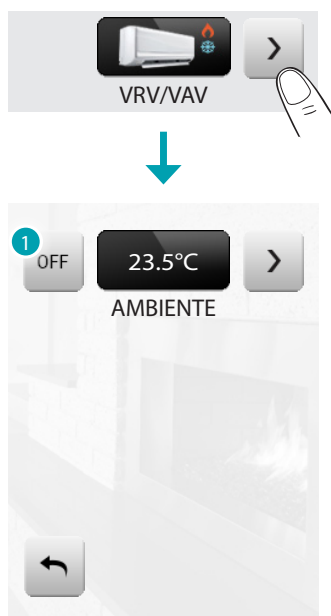 VRV/VAV
1
OFF
23.5°C
AMBIENTE